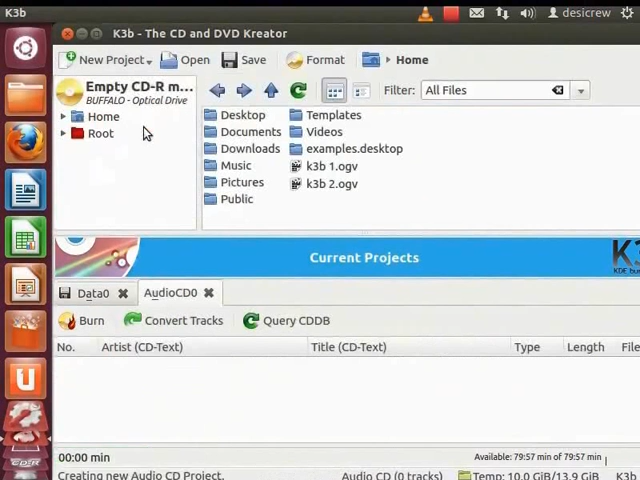 K3b
desicrew
K3b - The CD and DVD Kreator
New Project Open Save Format Home
Empty CD-R m...
BUFFALO - Optical Drive
Home
Root
Filter: All Files
Desktop
Documents
Downloads
Music
Pictures
Public
Templates
Videos
examples.desktop
k3b 1.ogv
k3b 2.ogv
Current Projects
Data0 AudioCD0
Burn Convert Tracks Query CDDB
No. Artist (CD-Text) Title (CD-Text) Type Length File
00:00 min Available: 79:57 min of 79:57 min
Creating new Audio CD Project. Audio CD (0 tracks) Temp: 10.0 GiB/13.9 GiB K3b